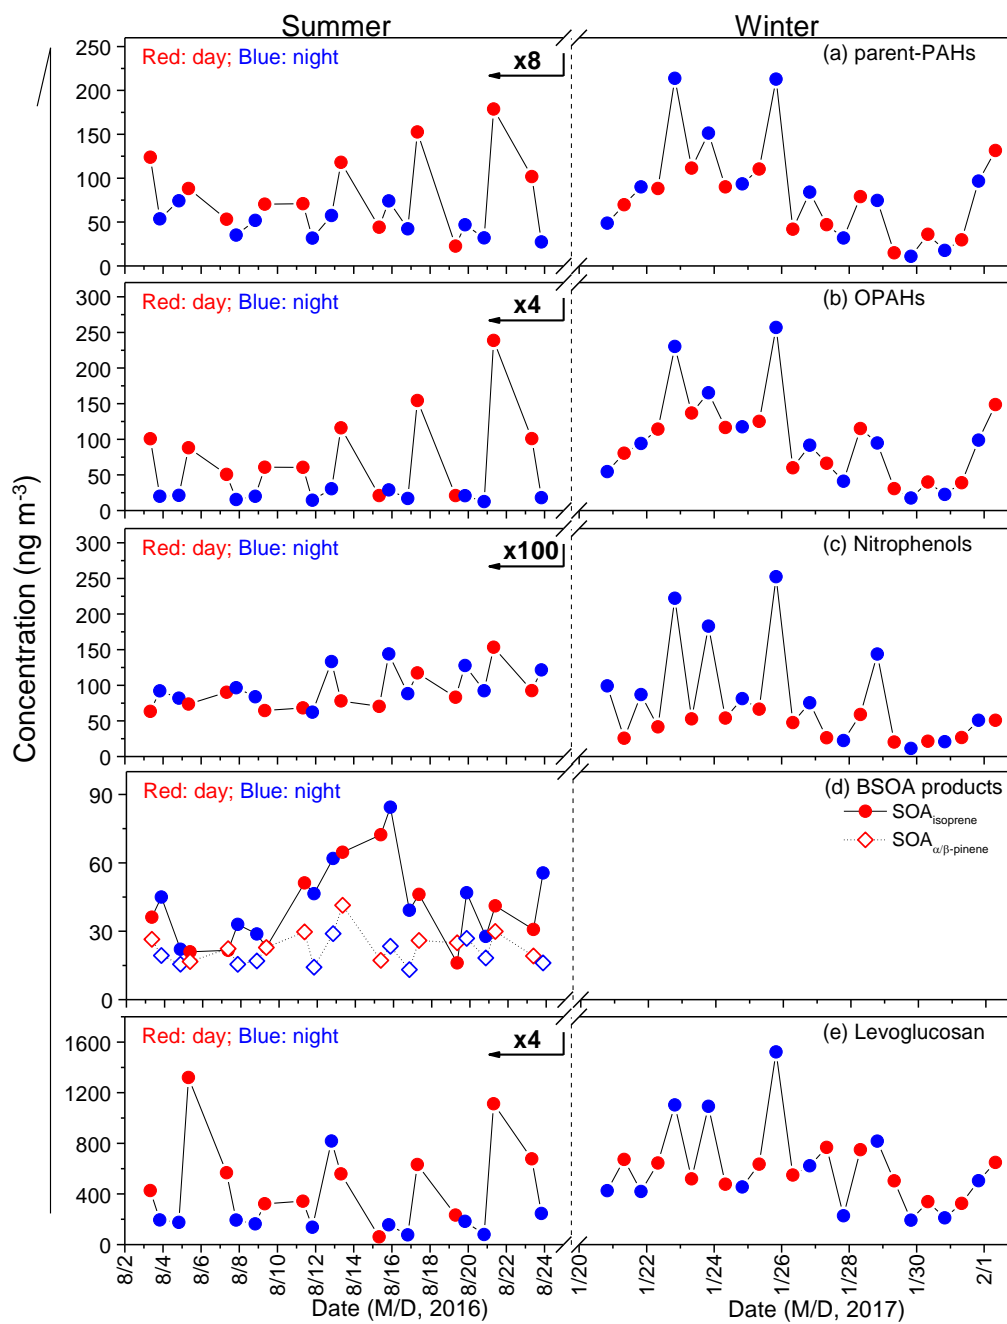 Summer Winter
Concentration (ng m⁻³)
Red: day; Blue: night
x8
(a) parent-PAHs
250
200
150
100
50
0
Red: day; Blue: night
x4
(b) OPAHs
300
250
200
150
100
50
0
Red: day; Blue: night
x100
(c) Nitrophenols
300
250
200
150
100
50
0
Red: day; Blue: night
(d) BSOA products
SOAisoprene
SOAα/β-pinene
90
60
30
0
Red: day; Blue: night
x4
(e) Levoglucosan
1600
1200
800
400
0
8/2 8/4 8/6 8/8 8/10 8/12 8/14 8/16 8/18 8/20 8/22 8/24 1/20 1/22 1/24 1/26 1/28 1/30 2/1
Date (M/D, 2016) Date (M/D, 2017)